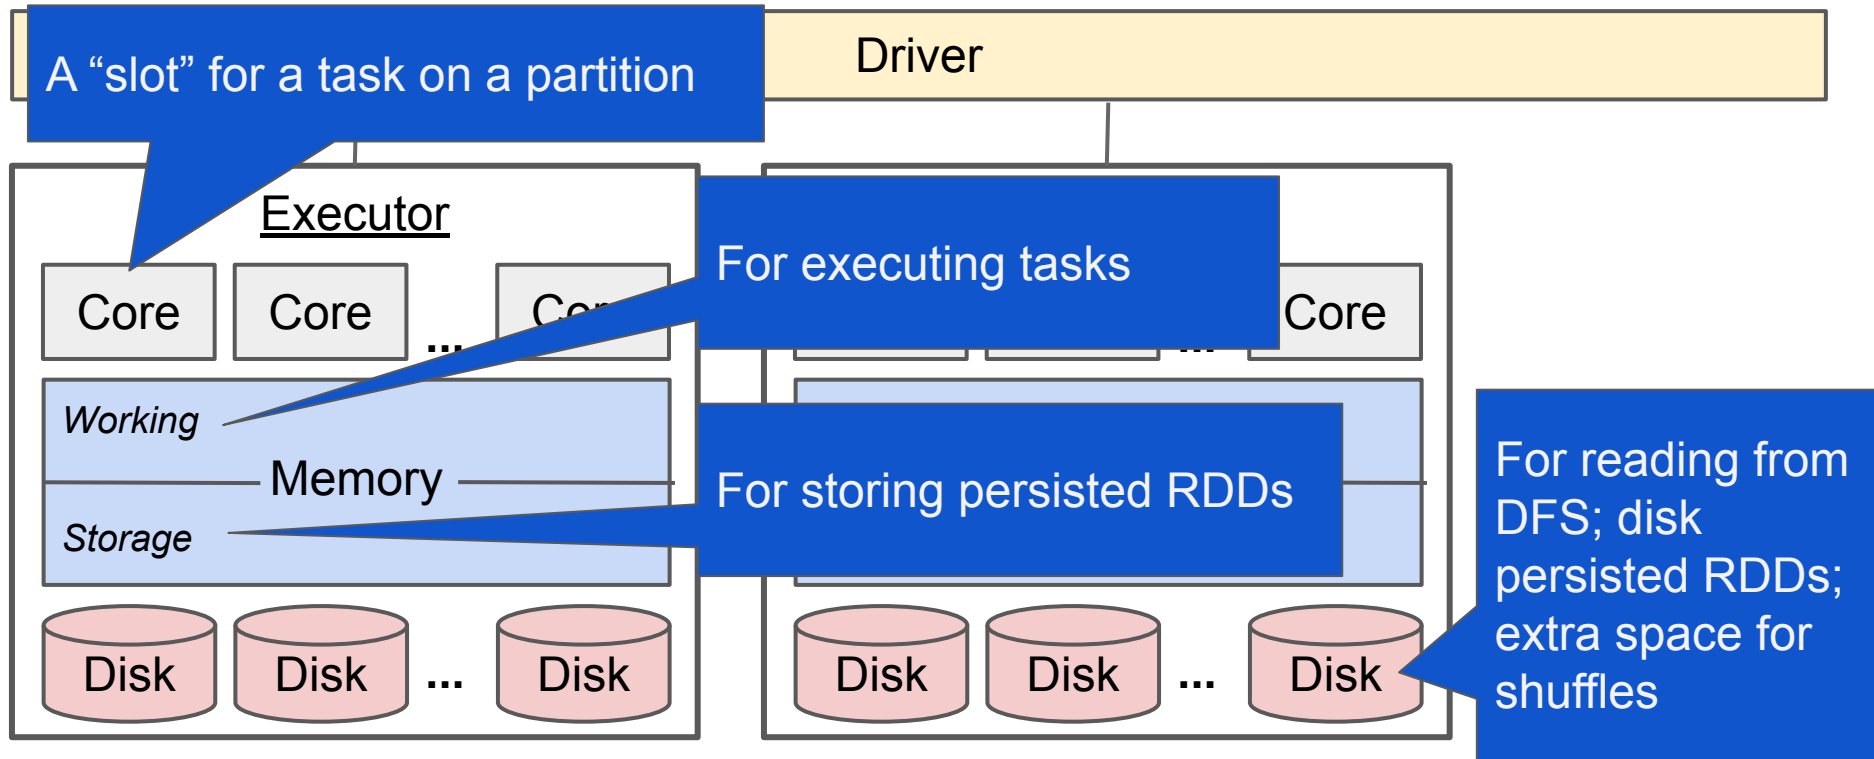 Driver
A “slot” for a task on a partition
Executor
For executing tasks
Core
Core
...
Core
...
Core
Working
Memory
Storage
For storing persisted RDDs
For reading from
DFS; disk
persisted RDDs;
extra space for
shuffles
Disk
Disk
...
Disk
Disk
Disk
...
Disk